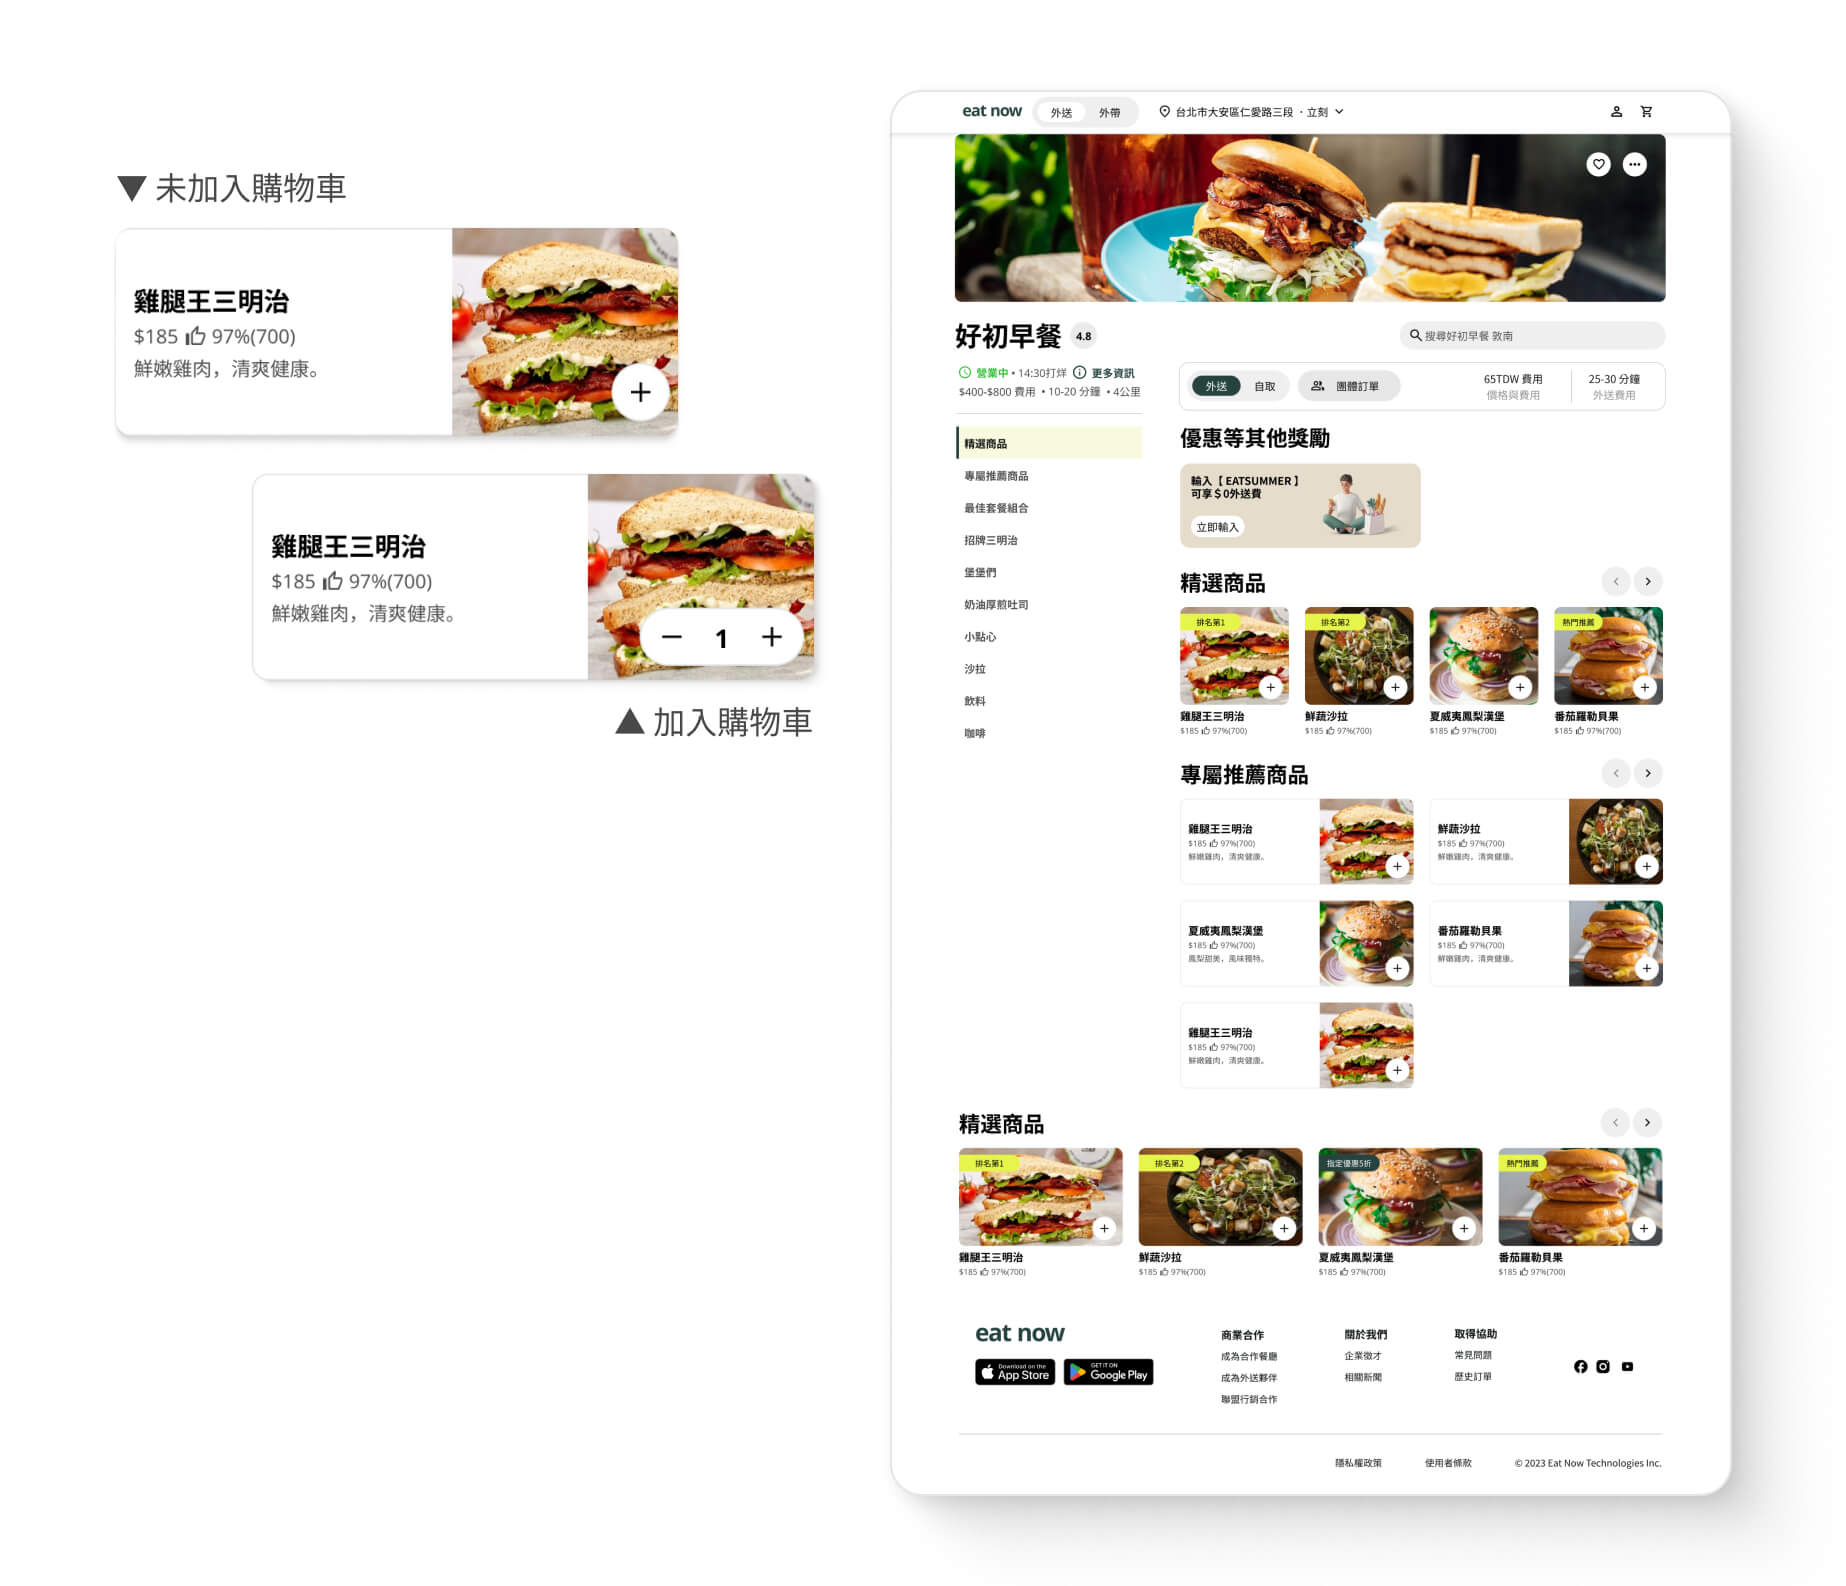 ▼ 未加入購物車
雞腿王三明治
$185 97%(700)
鮮嫩雞肉，清爽健康。
雞腿王三明治
$185 97%(700)
鮮嫩雞肉，清爽健康。
1
▲ 加入購物車
eat now 外送 外帶 台北市大安區仁愛路三段 · 立刻
好初早餐 4.8
搜尋好初早餐 敦南
營業中 • 14:30打烊 更多資訊
$400-$800 費用 • 10-20 分鐘 • 4公里
外送 自取 團體訂單
65TDW 費用
價格與費用
25-30 分鐘
外送費用
精選商品
專屬推薦商品
最佳套餐組合
招牌三明治
堡堡們
奶油厚煎吐司
小點心
沙拉
飲料
咖啡
優惠等其他獎勵
輸入【 EATSUMMER 】
可享＄0外送費
立即輸入
精選商品
排名第1
雞腿王三明治
$185 97%(700)
排名第2
鮮蔬沙拉
$185 97%(700)
夏威夷鳳梨漢堡
$185 97%(700)
熱門推薦
番茄羅勒貝果
$185 97%(700)
專屬推薦商品
雞腿王三明治
$185 97%(700)
鮮嫩雞肉，清爽健康。
鮮蔬沙拉
$185 97%(700)
鮮嫩雞肉，清爽健康。
夏威夷鳳梨漢堡
$185 97%(700)
鳳梨甜美，風味獨特。
番茄羅勒貝果
$185 97%(700)
鮮嫩雞肉，清爽健康。
雞腿王三明治
$185 97%(700)
鮮嫩雞肉，清爽健康。
精選商品
排名第1
雞腿王三明治
$185 97%(700)
排名第2
鮮蔬沙拉
$185 97%(700)
指定優惠5折
夏威夷鳳梨漢堡
$185 97%(700)
熱門推薦
番茄羅勒貝果
$185 97%(700)
eat now
Download on the
App Store
GET IT ON
Google Play
商業合作
成為合作餐廳
成為外送夥伴
聯盟行銷合作
關於我們
企業徵才
相關新聞
取得協助
常見問題
歷史訂單
隱私權政策 使用者條款 © 2023 Eat Now Technologies Inc.